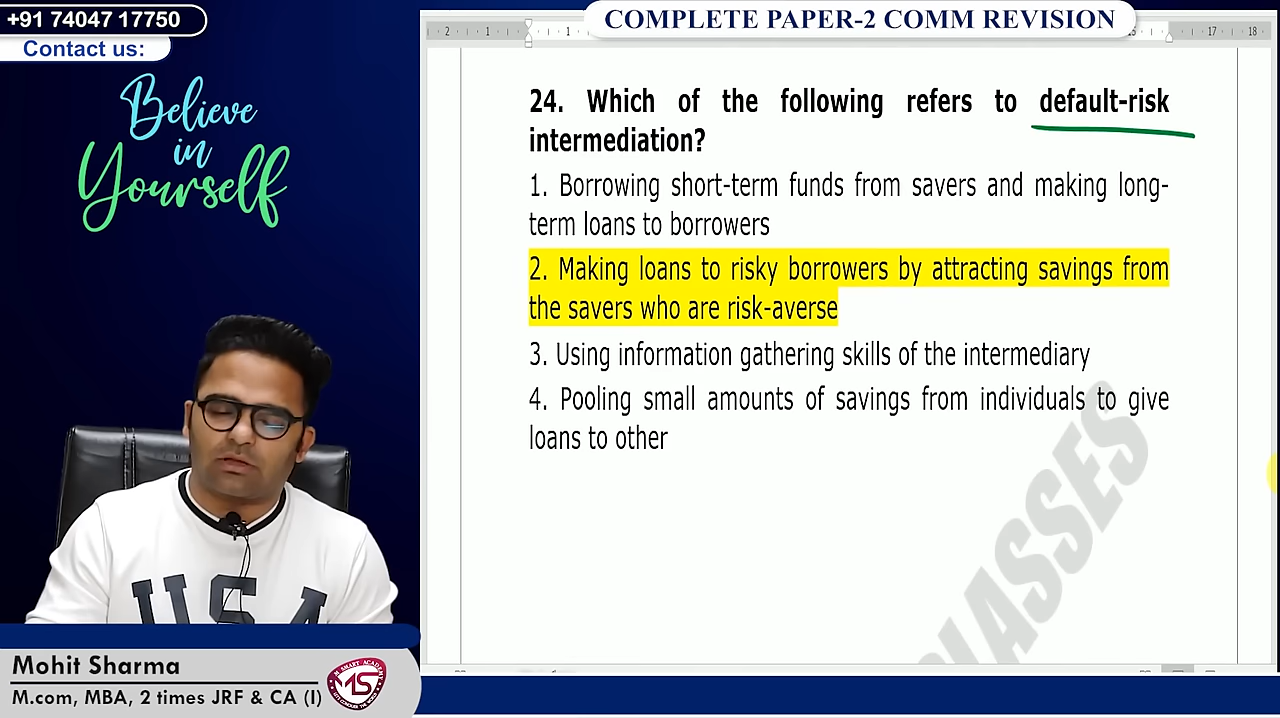 +91 74047 17750
Contact us:
COMPLETE PAPER-2 COMM REVISION
Believe
in
Yourself
24. Which of the following refers to default-risk
intermediation?
1. Borrowing short-term funds from savers and making long-
term loans to borrowers
2. Making loans to risky borrowers by attracting savings from
the savers who are risk-averse
3. Using information gathering skills of the intermediary
4. Pooling small amounts of savings from individuals to give
loans to other
CLASSES
USA
Mohit Sharma
M.com, MBA, 2 times JRF & CA (I)
MS